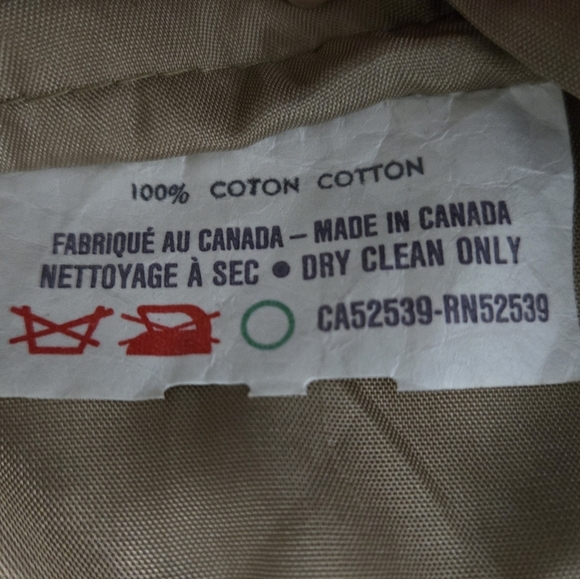 100% COTON COTTON
FABRIQUÉ AU CANADA – MADE IN CANADA
NETTOYAGE À SEC ● DRY CLEAN ONLY
CA52539-RN52539